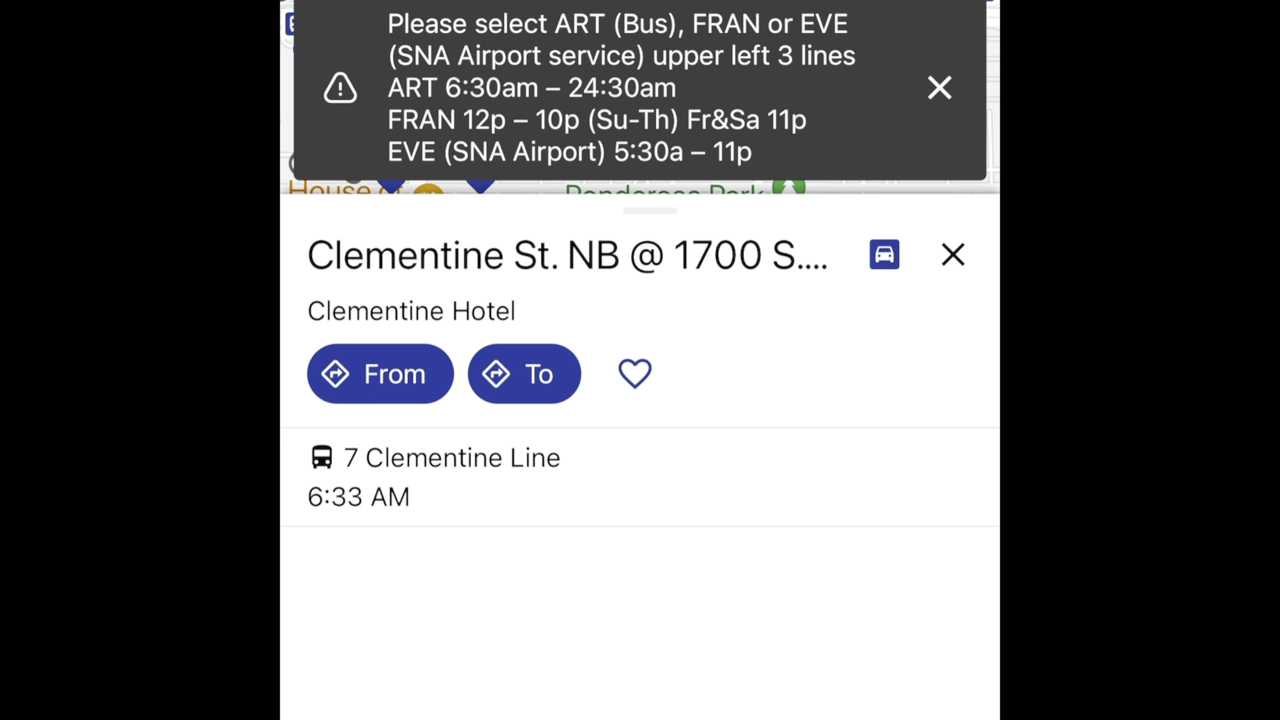 Please select ART (Bus), FRAN or EVE
(SNA Airport service) upper left 3 lines
ART 6:30am – 24:30am
FRAN 12p – 10p (Su-Th) Fr&Sa 11p
EVE (SNA Airport) 5:30a – 11p
House of
Ponderosa Park
Clementine St. NB @ 1700 S....
Clementine Hotel
From To
7 Clementine Line
6:33 AM